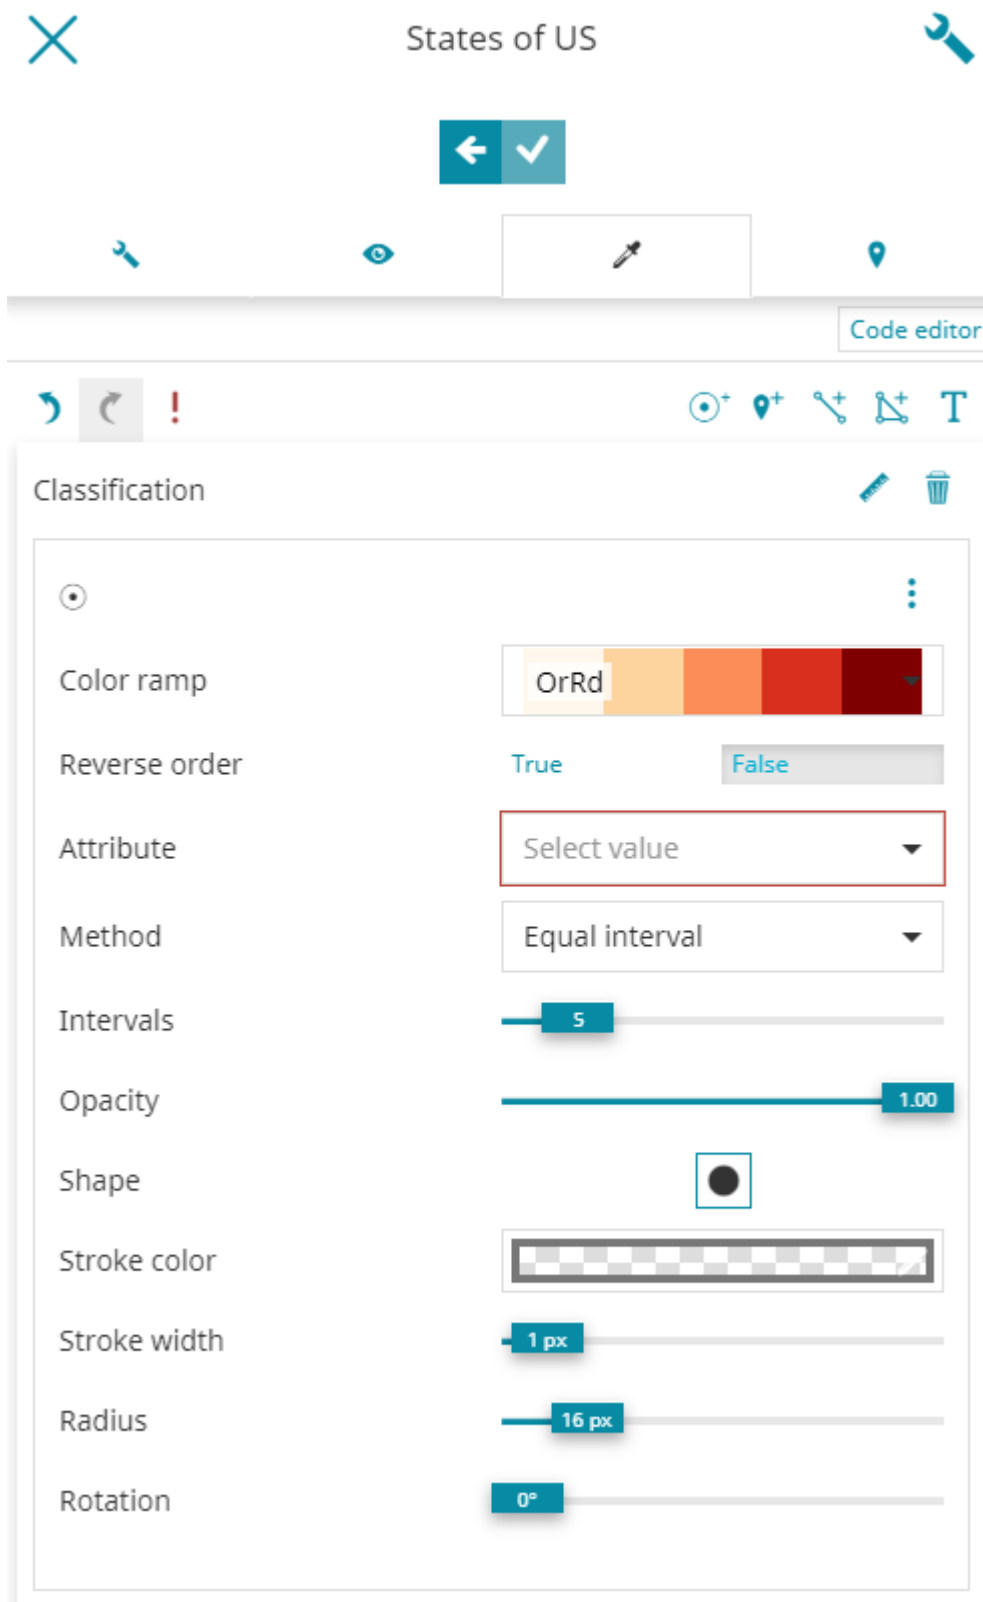 States of US
Code editor
T
Classification
Color ramp OrRd
Reverse order True False
Attribute Select value
Method Equal interval
Intervals 5
Opacity 1.00
Shape
Stroke color
Stroke width 1 px
Radius 16 px
Rotation 0°